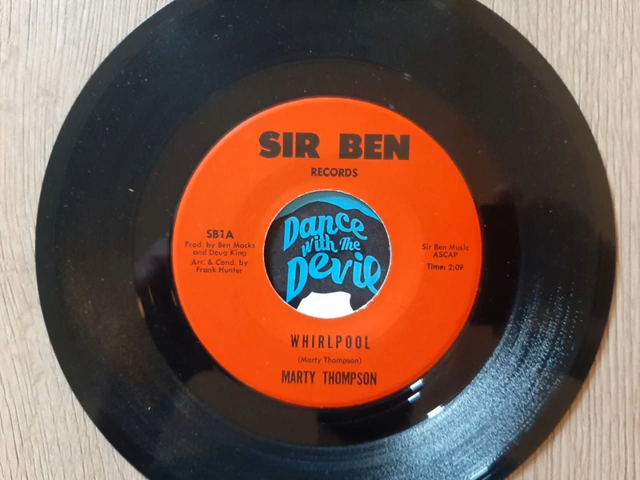 SIR BEN
RECORDS
SB1A
Prod. by Ben Macks
and Doug King
Arr. & Cond. by
Frank Hunter
Dance
With The
Devil
Sir Ben Music
ASCAP
Time: 2:09
WHIRLPOOL
(Marty Thompson)
MARTY THOMPSON